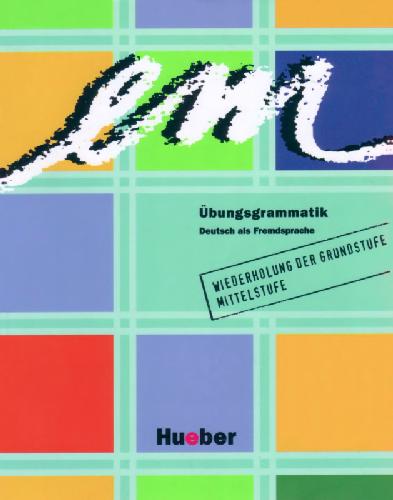 em
Übungsgrammatik
Deutsch als Fremdsprache
WIEDERHOLUNG DER GRUNDSTUFE
MITTELSTUFE
Hueber